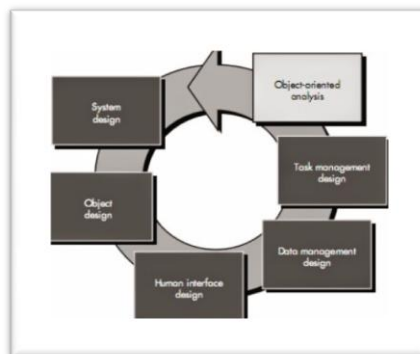 Object-oriented
analysis
System
design
Task management
design
Object
design
Data management
design
Human interface
design